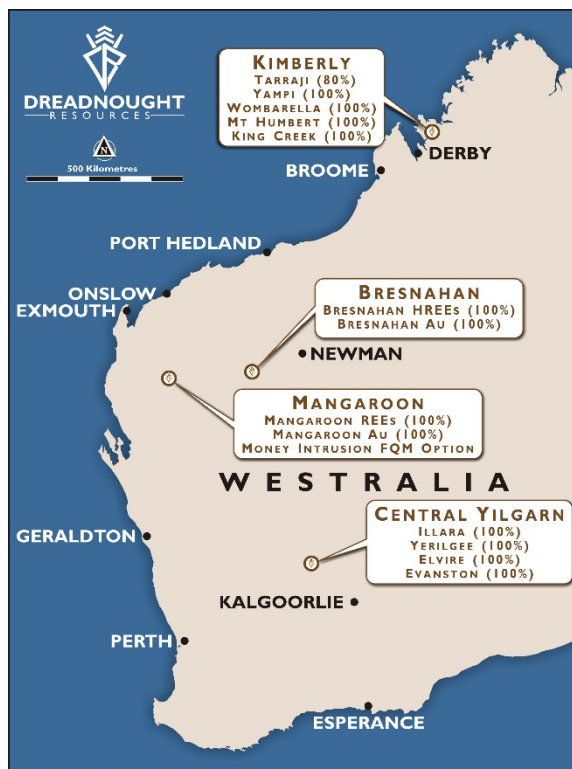 DREADNOUGHT
RESOURCES
N
500 Kilometres
KIMBERLY
TARRAJI (80%)
YAMPI (100%)
WOMBARELLA (100%)
MT HUMBERT (100%)
KING CREEK (100%)
DERBY
BROOME
PORT HEDLAND
ONSLOW
EXMOUTH
BRESNAHAN
BRESNAHAN HREES (100%)
BRESNAHAN AU (100%)
NEWMAN
MANGAROON
MANGAROON REES (100%)
MANGAROON AU (100%)
MONEY INTRUSION FQM OPTION
WESTRALIA
CENTRAL YILGARN
ILLARA (100%)
YERILGEE (100%)
ELVIRE (100%)
EVANSTON (100%)
GERALDTON
KALGOORLIE
PERTH
ESPERANCE